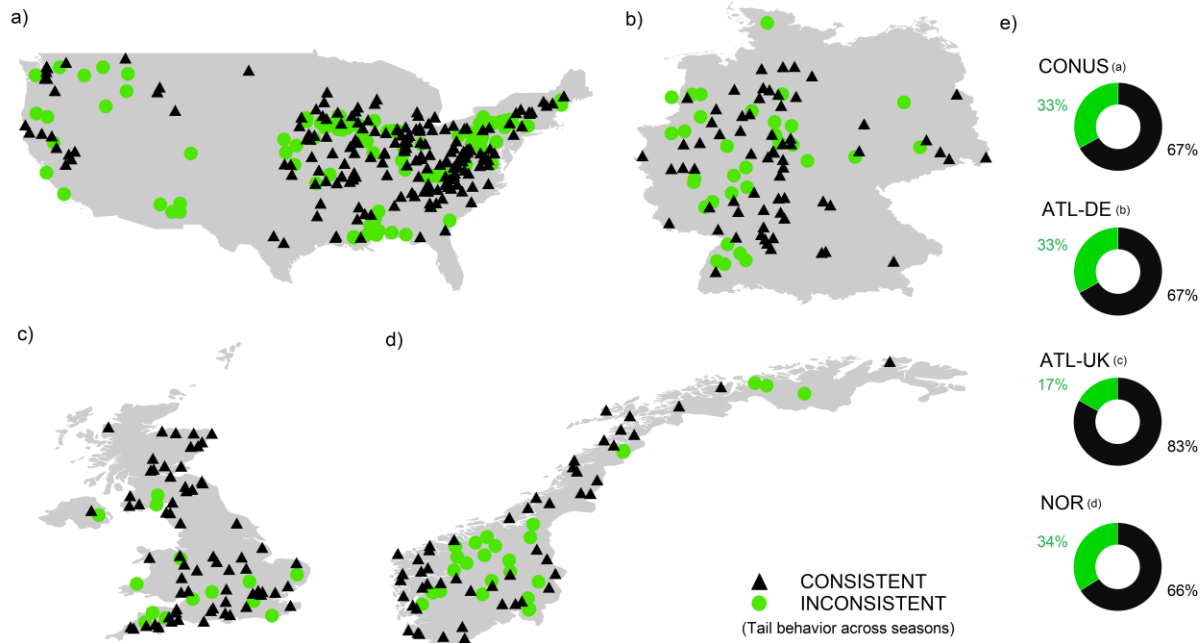 a)
b)
e)
CONUS (a)
33%
67%
ATL-DE (b)
33%
67%
c)
d)
ATL-UK (c)
17%
83%
NOR (d)
34%
66%
CONSISTENT
INCONSISTENT
(Tail behavior across seasons)